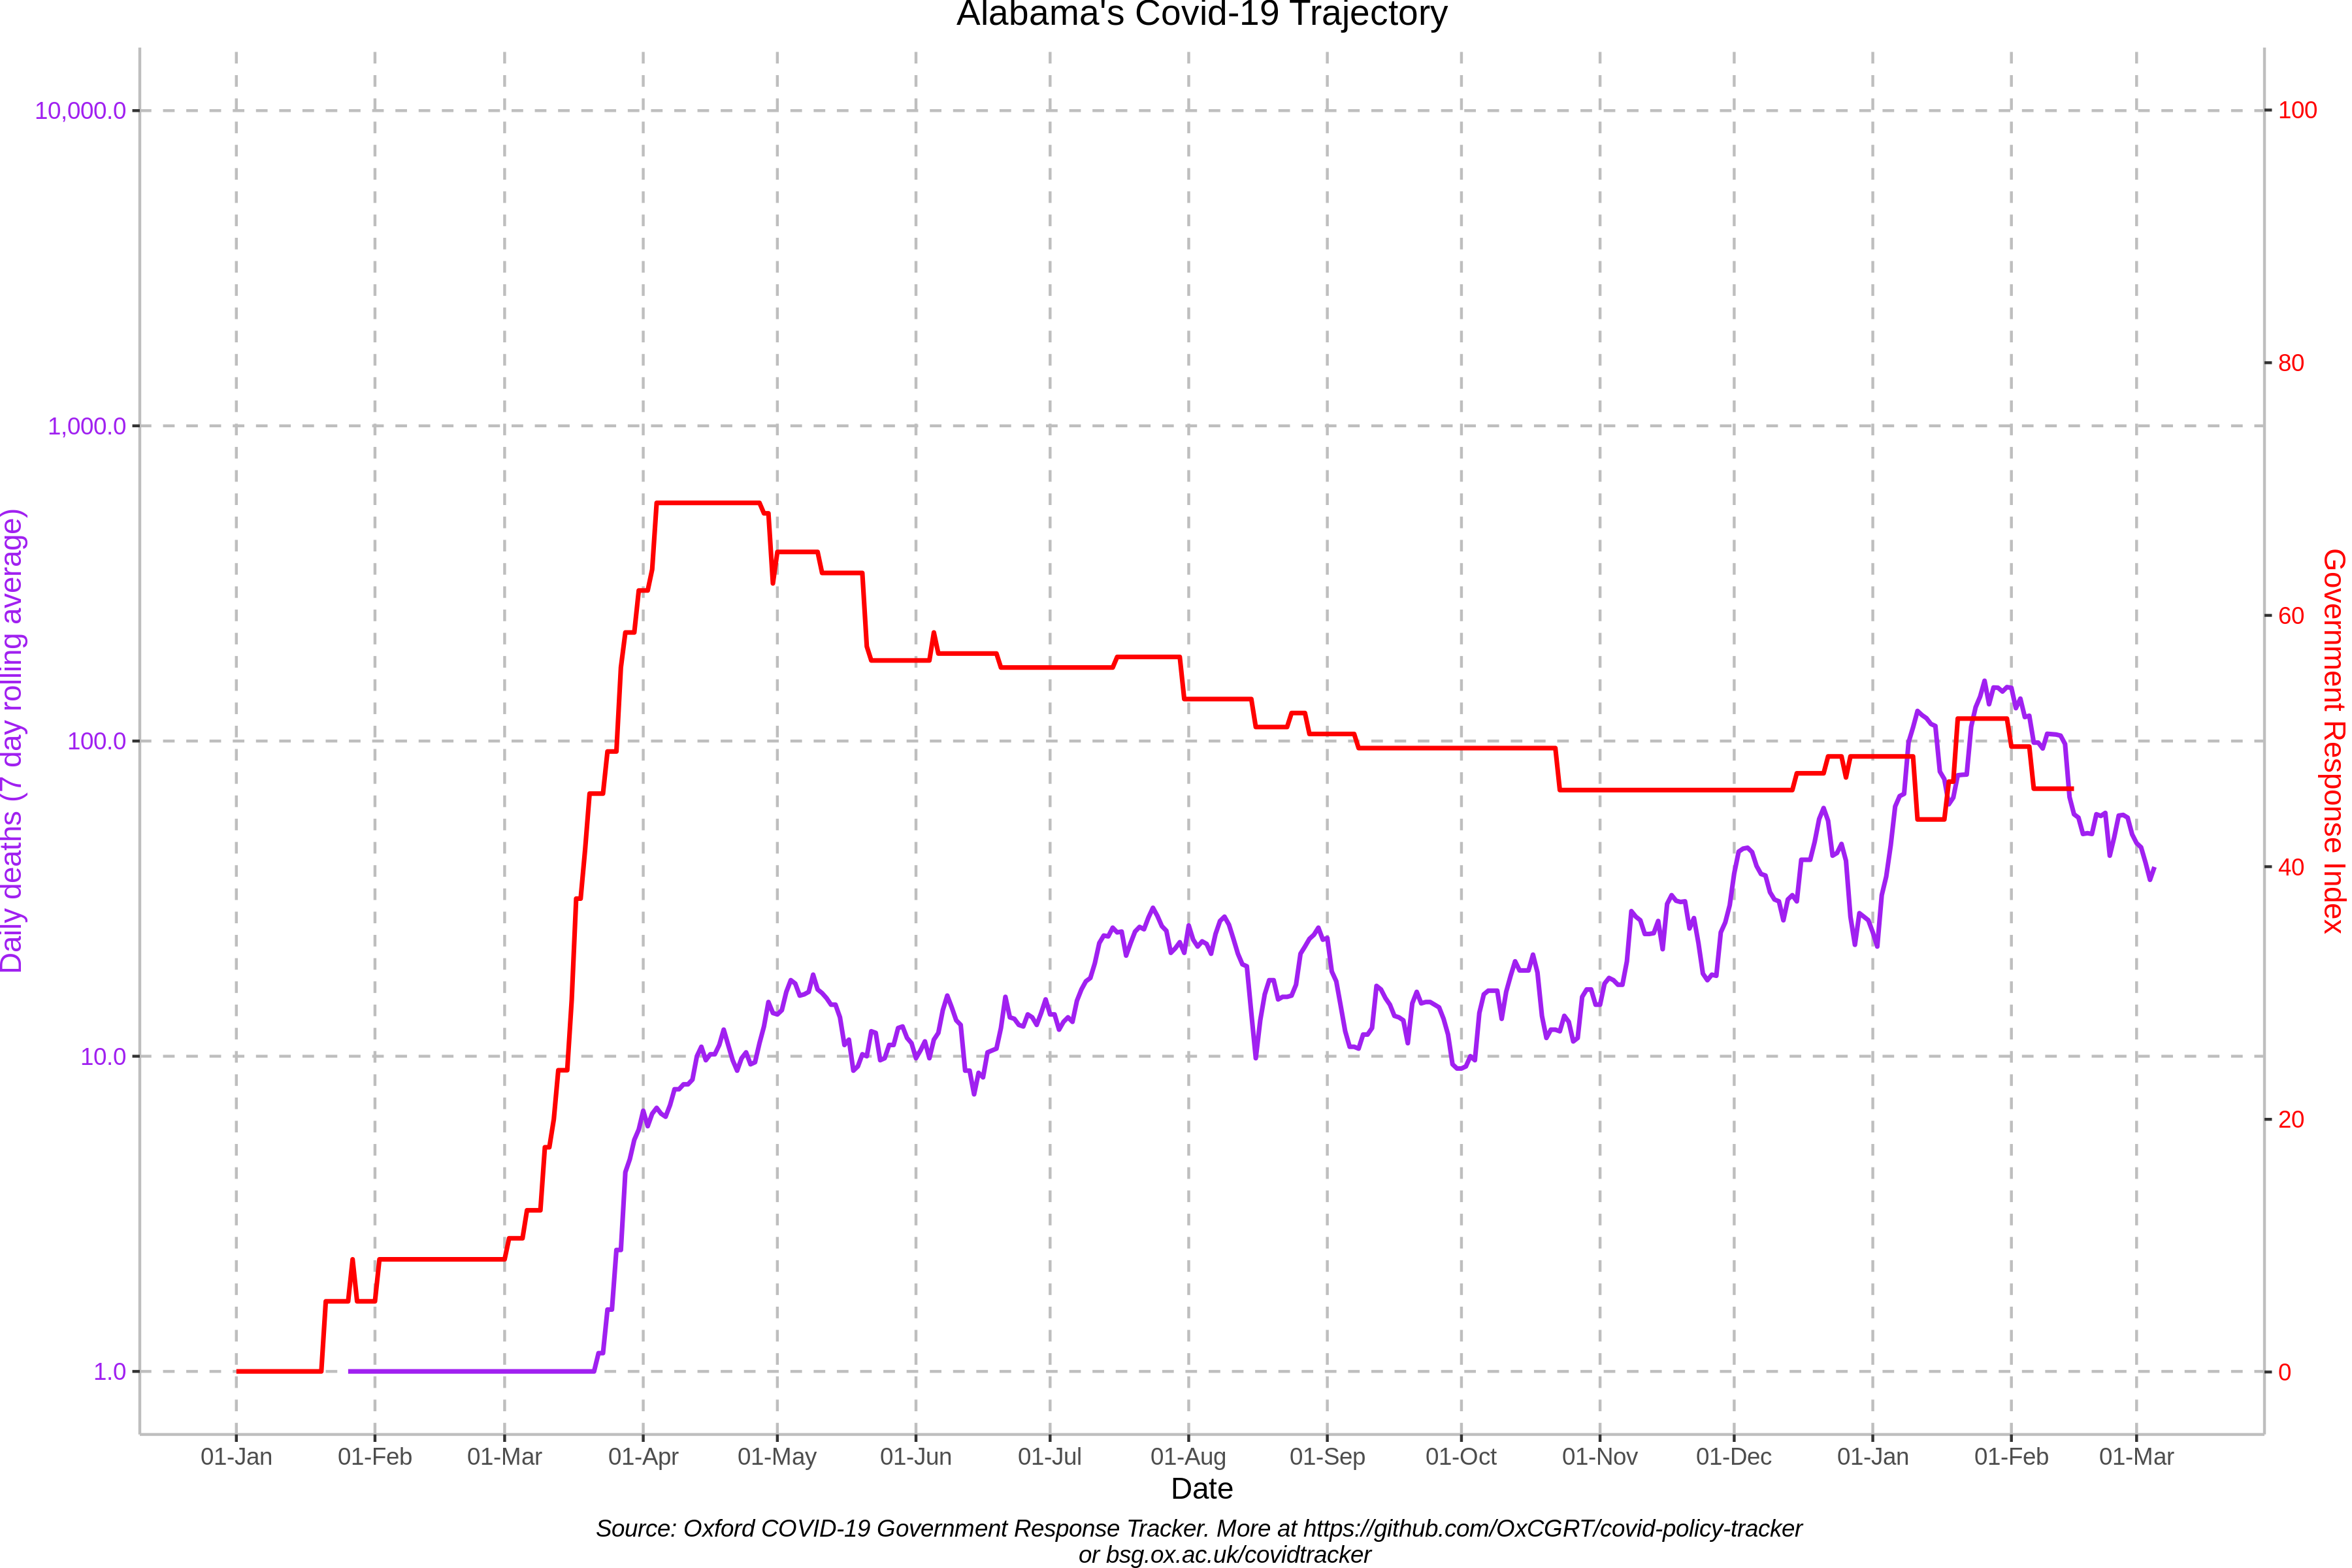 Alabama's Covid-19 Trajectory
Daily deaths (7 day rolling average)
10,000.0
1,000.0
100.0
10.0
1.0
100
80
60
40
20
0
Government Response Index
01-Jan 01-Feb 01-Mar 01-Apr 01-May 01-Jun 01-Jul 01-Aug 01-Sep 01-Oct 01-Nov 01-Dec 01-Jan 01-Feb 01-Mar
Date
Source: Oxford COVID-19 Government Response Tracker. More at https://github.com/OxCGRT/covid-policy-tracker
or bsg.ox.ac.uk/covidtracker